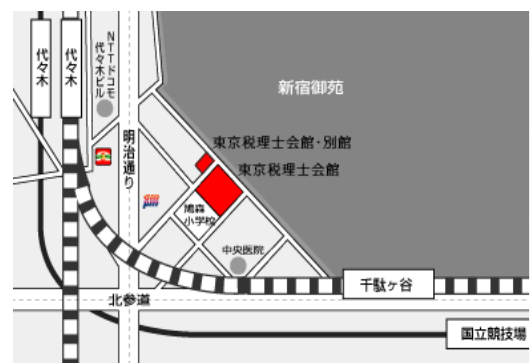 代々木
代々木
NTTドコモ
代々木ビル
新宿御苑
明治通り
東京税理士会館・別館
東京税理士会館
鳩森
小学校
中央医院
千駄ヶ谷
北参道
国立競技場